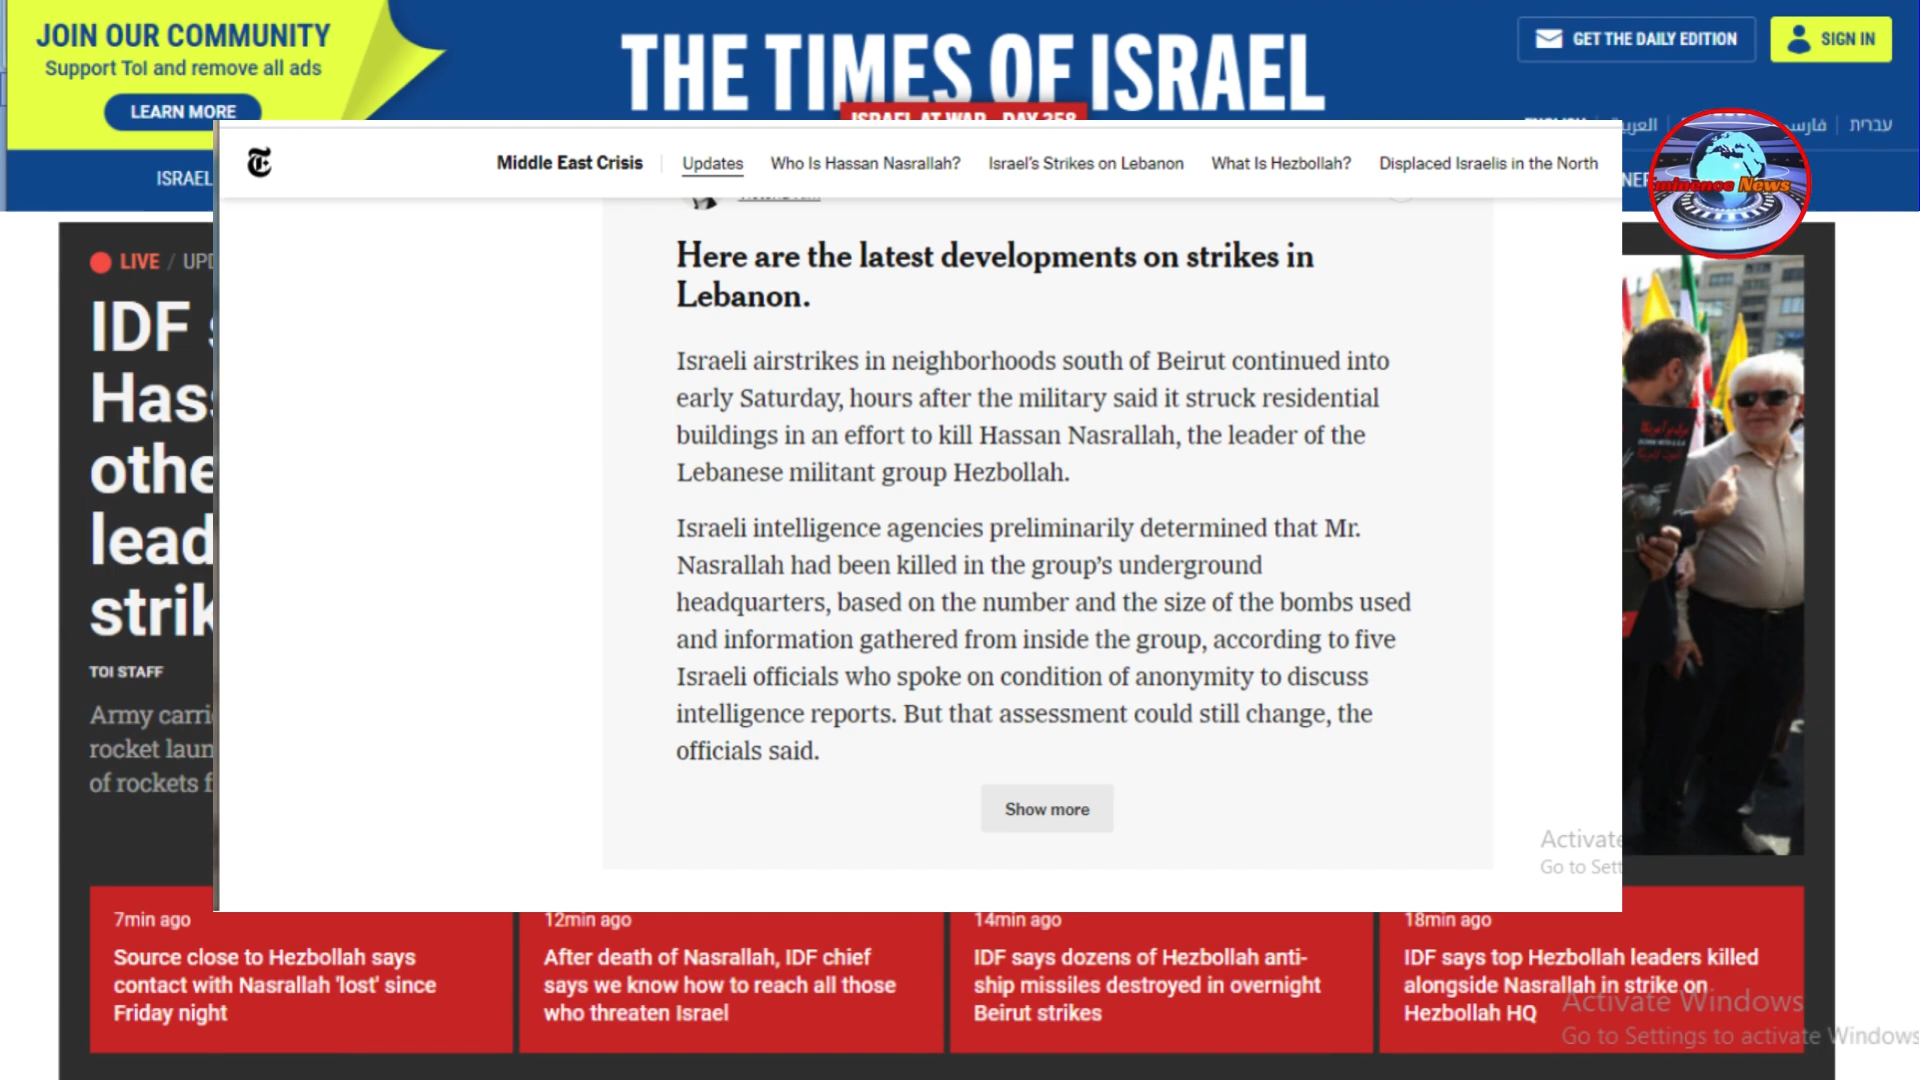 JOIN OUR COMMUNITY
Support ToI and remove all ads
LEARN MORE
THE TIMES OF ISRAEL
ISRAEL AT WAR - DAY 358
GET THE DAILY EDITION
SIGN IN
ENGLISH
العربية
فارسی
עברית
ISRAEL
Middle East Crisis
Updates
Who Is Hassan Nasrallah?
Israel's Strikes on Lebanon
What Is Hezbollah?
Displaced Israelis in the North
News
Here are the latest developments on strikes in
Lebanon.
Israeli airstrikes in neighborhoods south of Beirut continued into
early Saturday, hours after the military said it struck residential
buildings in an effort to kill Hassan Nasrallah, the leader of the
Lebanese militant group Hezbollah.
Israeli intelligence agencies preliminarily determined that Mr.
Nasrallah had been killed in the group's underground
headquarters, based on the number and the size of the bombs used
and information gathered from inside the group, according to five
Israeli officials who spoke on condition of anonymity to discuss
intelligence reports. But that assessment could still change, the
officials said.
Show more
LIVE / UPD
IDF
Has
othe
lead
strik
TOI STAFF
Army carri
rocket laun
of rockets f
Activate
Go to Sett
7min ago
Source close to Hezbollah says
contact with Nasrallah 'lost' since
Friday night
12min ago
After death of Nasrallah, IDF chief
says we know how to reach all those
who threaten Israel
14min ago
IDF says dozens of Hezbollah anti-
ship missiles destroyed in overnight
Beirut strikes
18min ago
IDF says top Hezbollah leaders killed
alongside Nasrallah in strike on
Hezbollah HQ
Activate Windows
Go to Settings to activate Windows